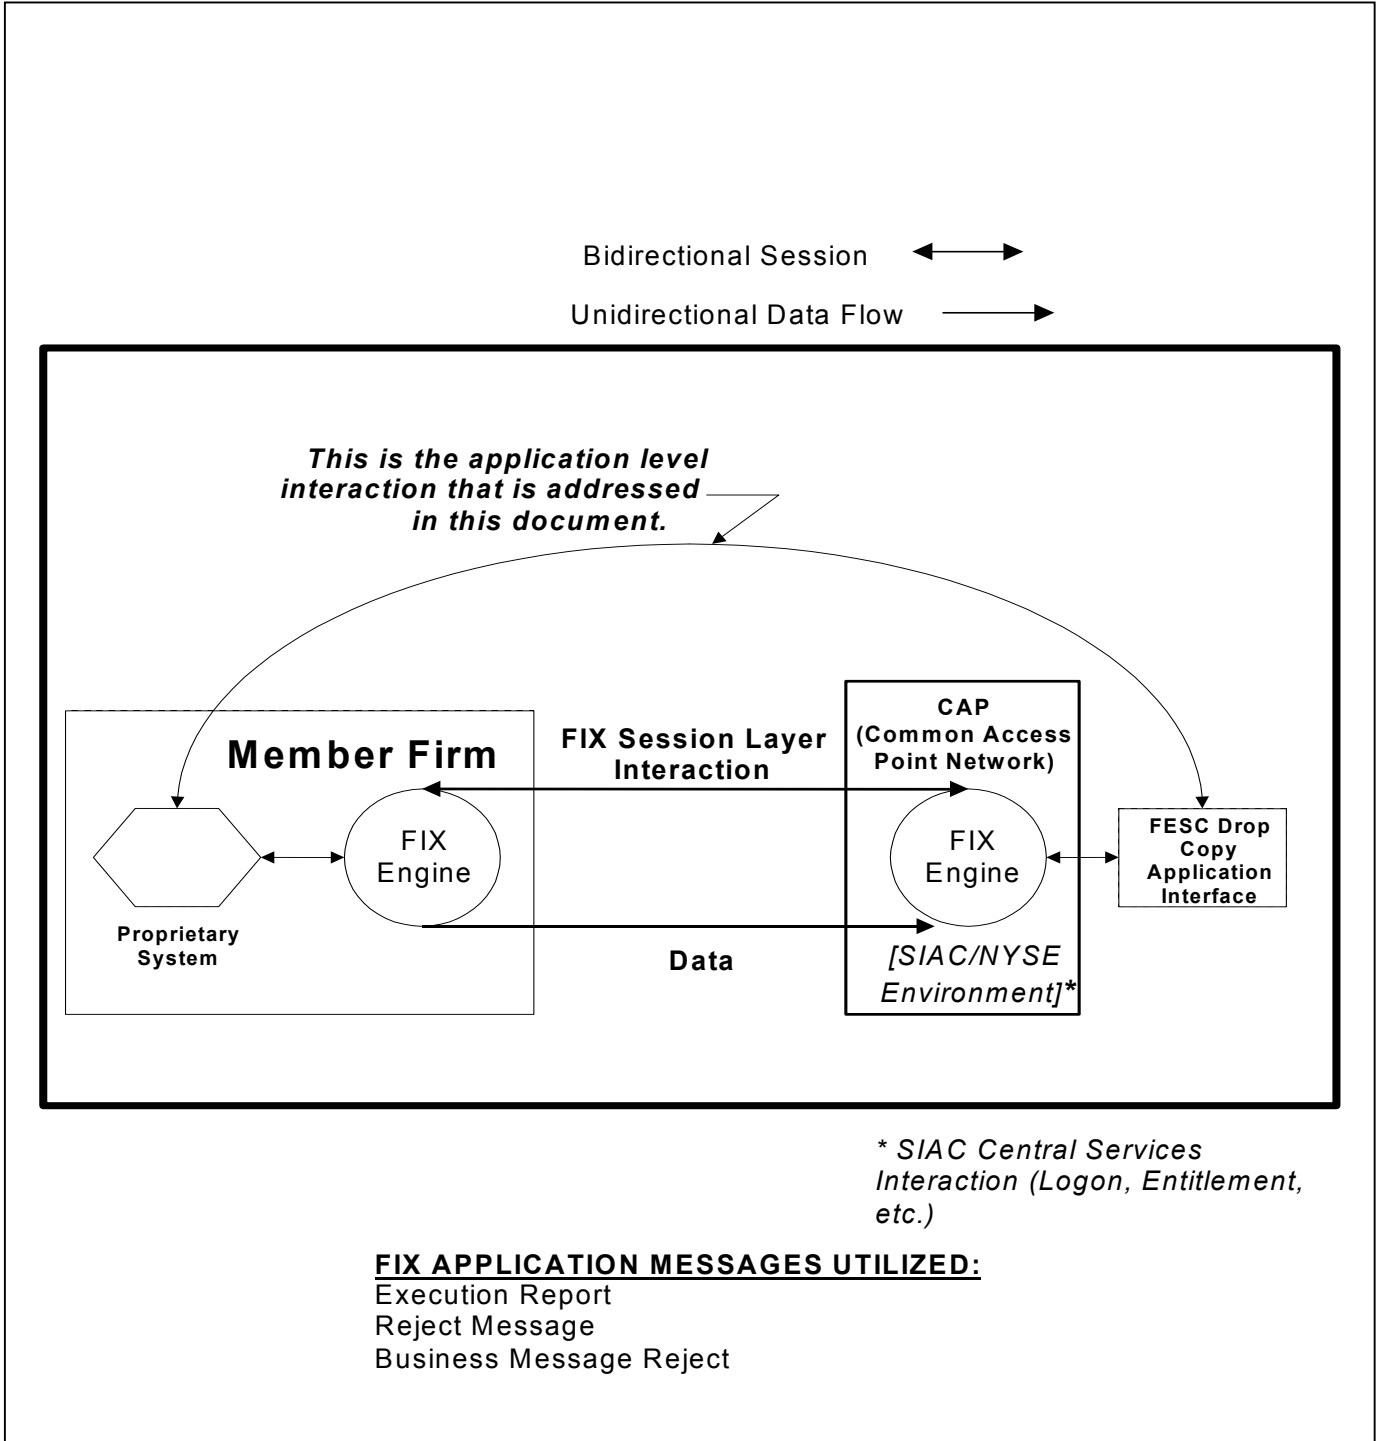 Bidirectional Session
Unidirectional Data Flow
This is the application level
interaction that is addressed
in this document.
Member Firm
FIX Session Layer
Interaction
CAP
(Common Access
Point Network)
FIX
Engine
FIX
Engine
FESC Drop
Copy
Application
Interface
Proprietary
System
Data
[SIAC/NYSE
Environment]*
* SIAC Central Services
Interaction (Logon, Entitlement,
etc.)
FIX APPLICATION MESSAGES UTILIZED:
Execution Report
Reject Message
Business Message Reject